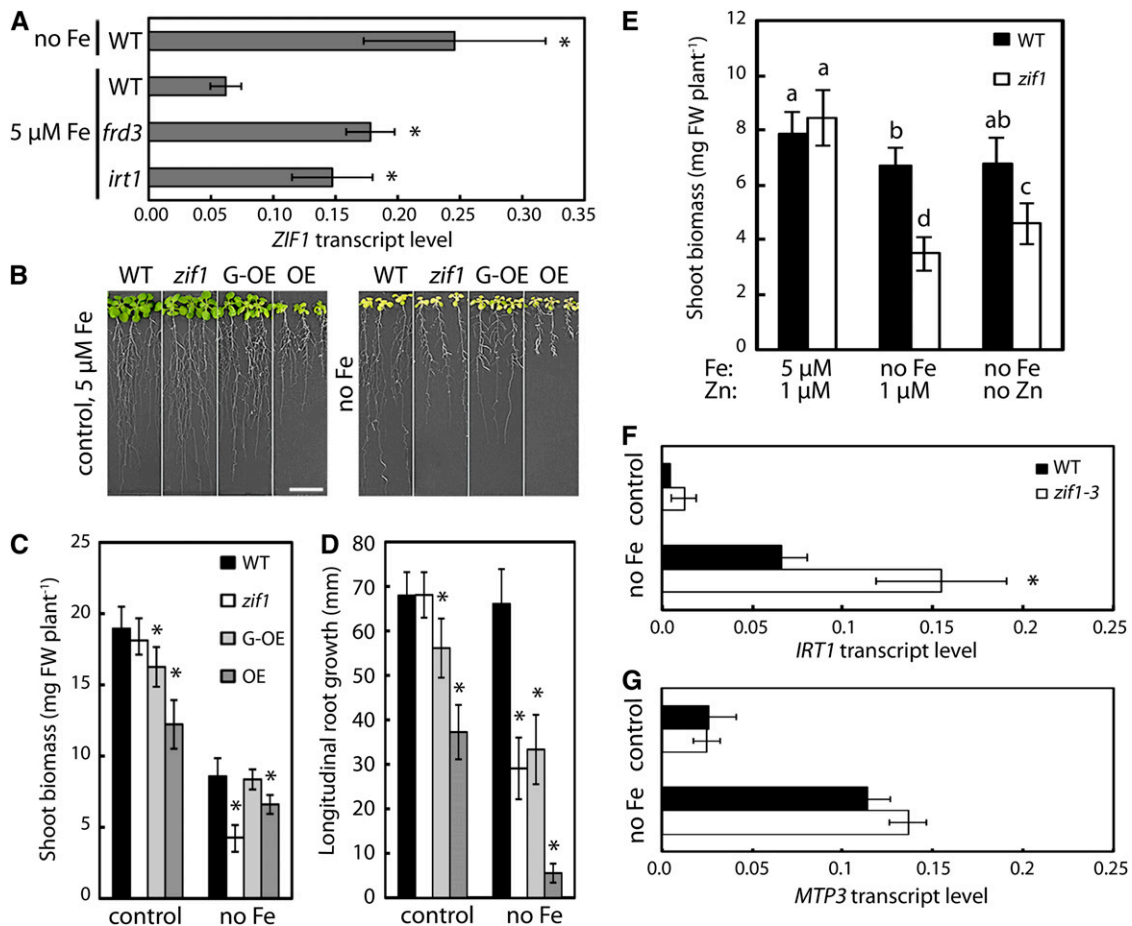 A
no Fe
WT
*
5 µM Fe
WT
frd3
*
irt1
*
0.00 0.05 0.10 0.15 0.20 0.25 0.30 0.35
ZIF1 transcript level
B
WT zif1 G-OE OE
control, 5 µM Fe
WT zif1 G-OE OE
no Fe
C
Shoot biomass (mg FW plant⁻¹)
25
20
15
10
5
0
WT
zif1
G-OE
OE
* *
* *
control no Fe
D
Longitudinal root growth (mm)
80
70
60
50
40
30
20
10
0
* *
* * *
control no Fe
E
Shoot biomass (mg FW plant⁻¹)
12
10
8
6
4
2
0
WT
zif1
a a b d ab c
Fe: 5 µM no Fe no Fe
Zn: 1 µM 1 µM no Zn
F
control
no Fe
WT
zif1-3
*
0.0 0.05 0.1 0.15 0.2 0.25
IRT1 transcript level
G
control
no Fe
0.0 0.05 0.1 0.15 0.2 0.25
MTP3 transcript level